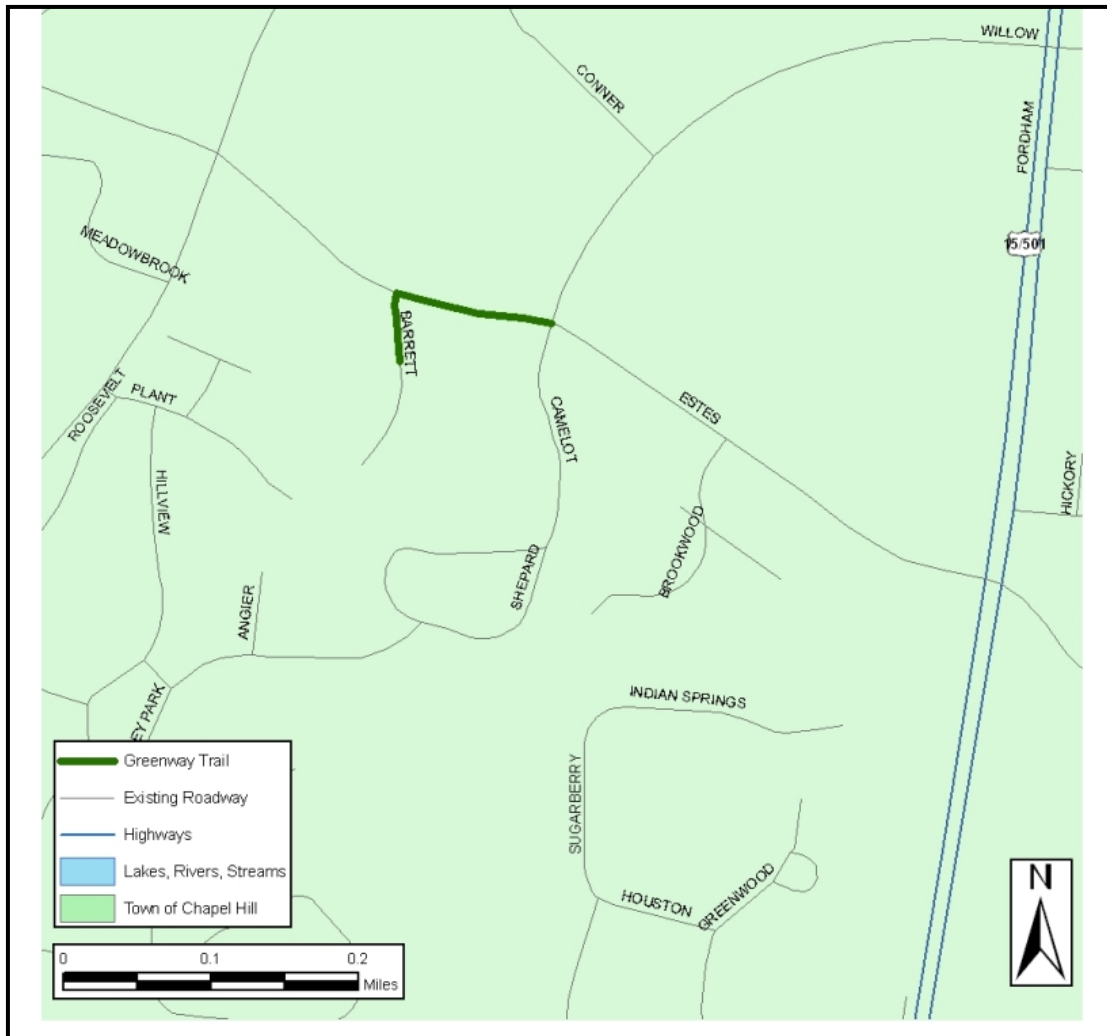 WILLOW
CONNER
FORDHAM
15/501
MEADOWBROOK
BARRETT
ROOSEVELT
PLANT
CAMELOT
ESTES
HICKORY
HILLVIEW
BROOKWOOD
SHEPARD
ANGIER
EY PARK
INDIAN SPRINGS
SUGARBERRY
HOUSTON
GREENWOOD
Greenway Trail
Existing Roadway
Highways
Lakes, Rivers, Streams
Town of Chapel Hill
0 0.1 0.2
Miles
N